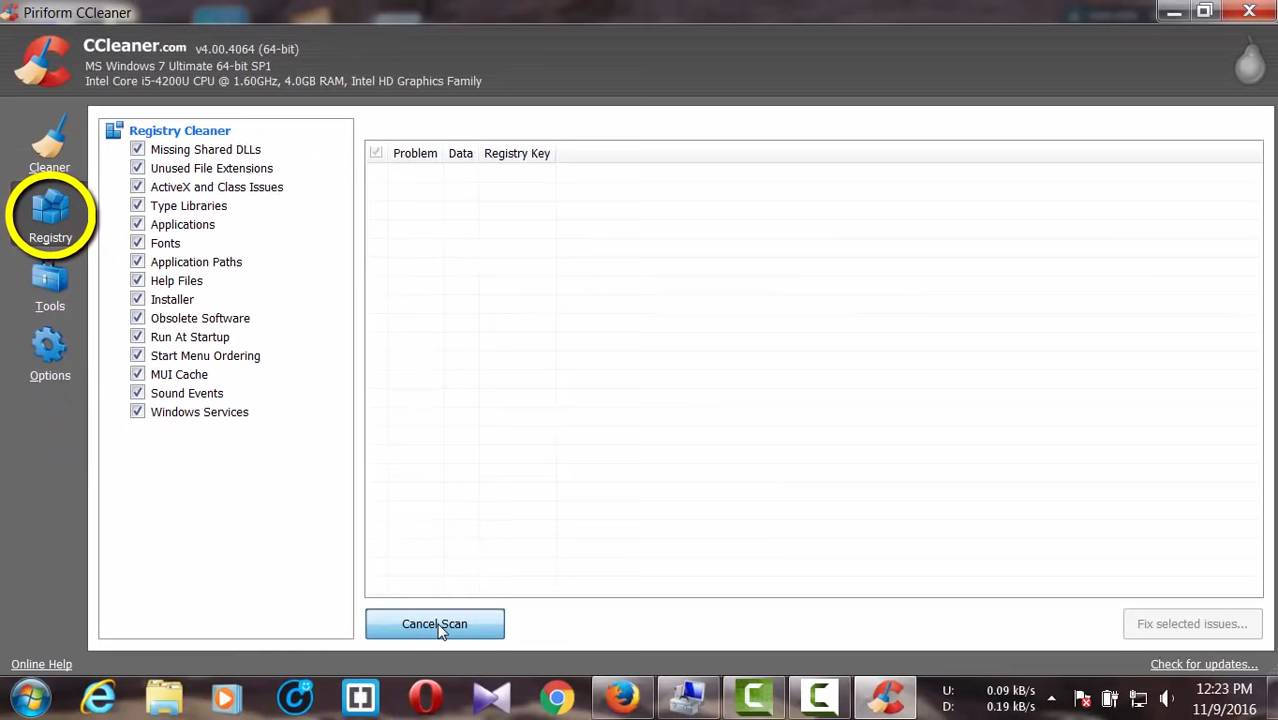 Piriform CCleaner
CCleaner.com v4.00.4064 (64-bit)
MS Windows 7 Ultimate 64-bit SP1
Intel Core i5-4200U CPU @ 1.60GHz, 4.0GB RAM, Intel HD Graphics Family
Cleaner
Registry
Tools
Options
Registry Cleaner
Missing Shared DLLs
Unused File Extensions
ActiveX and Class Issues
Type Libraries
Applications
Fonts
Application Paths
Help Files
Installer
Obsolete Software
Run At Startup
Start Menu Ordering
MUI Cache
Sound Events
Windows Services
Problem Data Registry Key
Cancel Scan
Fix selected issues...
Online Help
Check for updates...
U: 0.09 kB/s
D: 0.19 kB/s
12:23 PM
11/9/2016